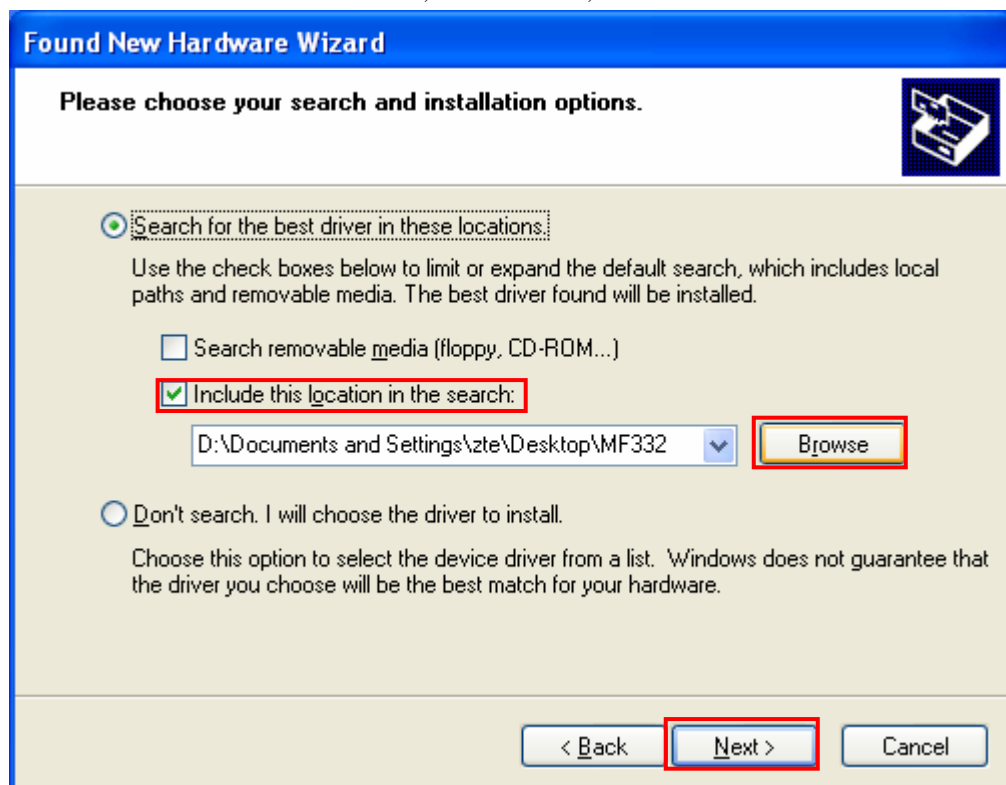 Found New Hardware Wizard
Please choose your search and installation options.
Search for the best driver in these locations.
Use the check boxes below to limit or expand the default search, which includes local
paths and removable media. The best driver found will be installed.
Search removable media (floppy, CD-ROM...)
Include this location in the search:
D:\Documents and Settings\zte\Desktop\MF332
Browse
Don't search. I will choose the driver to install.
Choose this option to select the device driver from a list. Windows does not guarantee that
the driver you choose will be the best match for your hardware.
< Back Next > Cancel